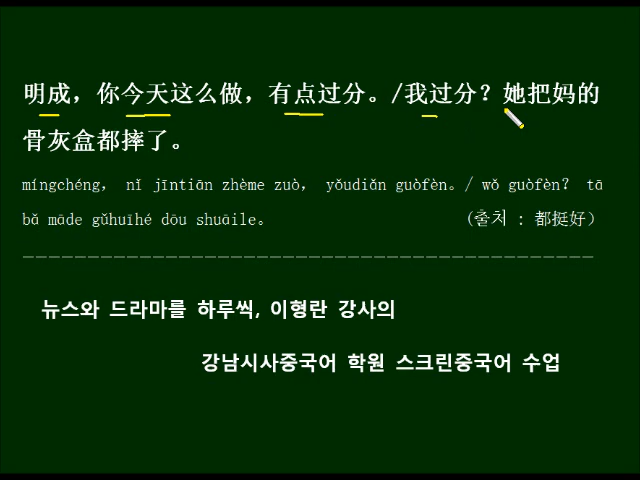 明成，你今天这么做，有点过分。/我过分？她把妈的
骨灰盒都摔了。
míngchéng， nǐ jīntiān zhème zuò， yǒudiǎn guòfèn。/ wǒ guòfèn？ tā
bǎ māde gǔhuīhé dōu shuāile。 (출처 : 都挺好)
뉴스와 드라마를 하루씩, 이형란 강사의
강남시사중국어 학원 스크린중국어 수업